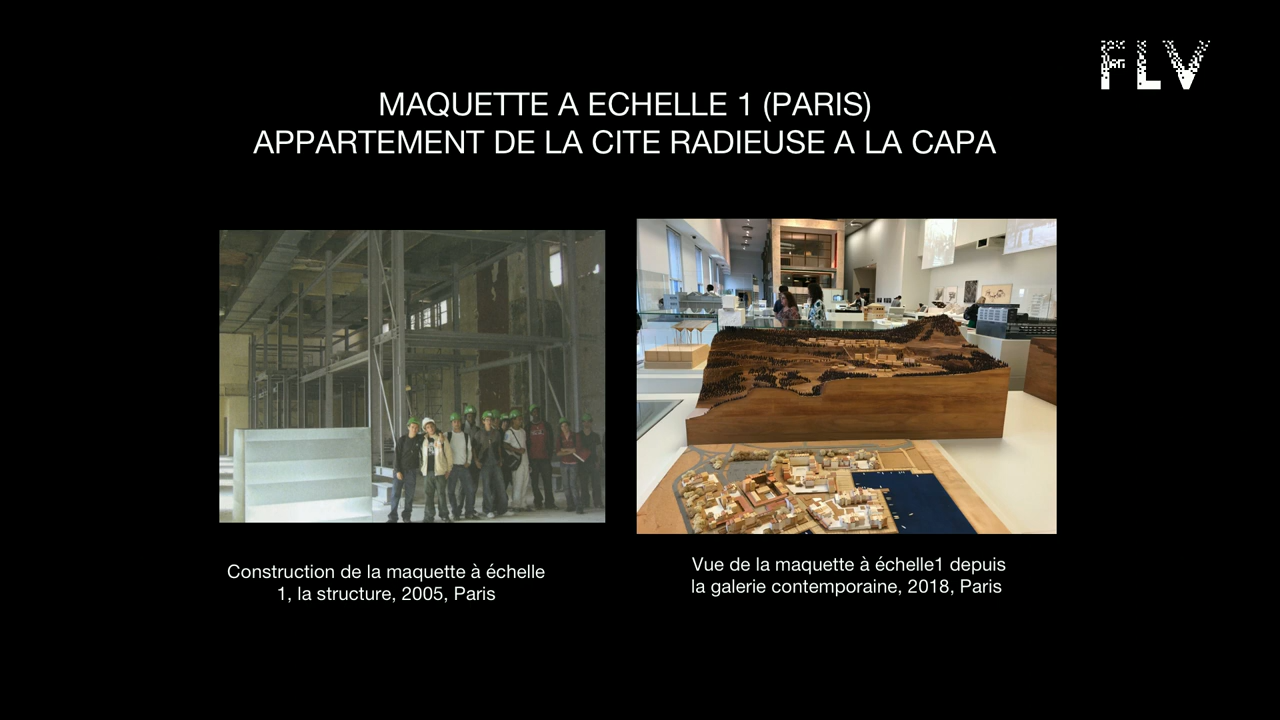 FLV
MAQUETTE A ECHELLE 1 (PARIS)
APPARTEMENT DE LA CITE RADIEUSE A LA CAPA
Construction de la maquette à échelle
1, la structure, 2005, Paris
Vue de la maquette à échelle1 depuis
la galerie contemporaine, 2018, Paris